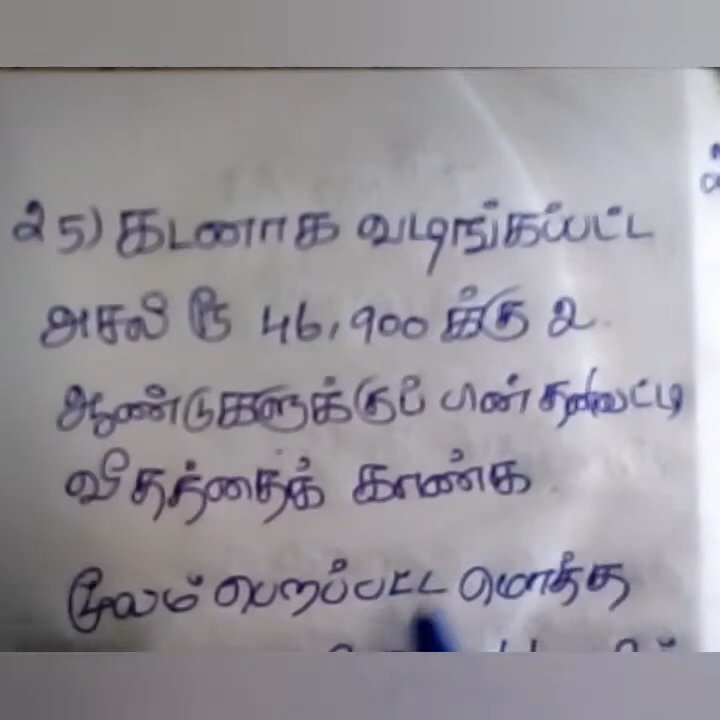 25) கடனாக வழங்கப்பட்ட
அசலி ரூ 46,900 க்கு 2
ஆண்டுகளுக்குப் பின் தனிவட்டி
வீதத்தைக் காண்க
மூலம் பெறப்பட்ட மொத்த